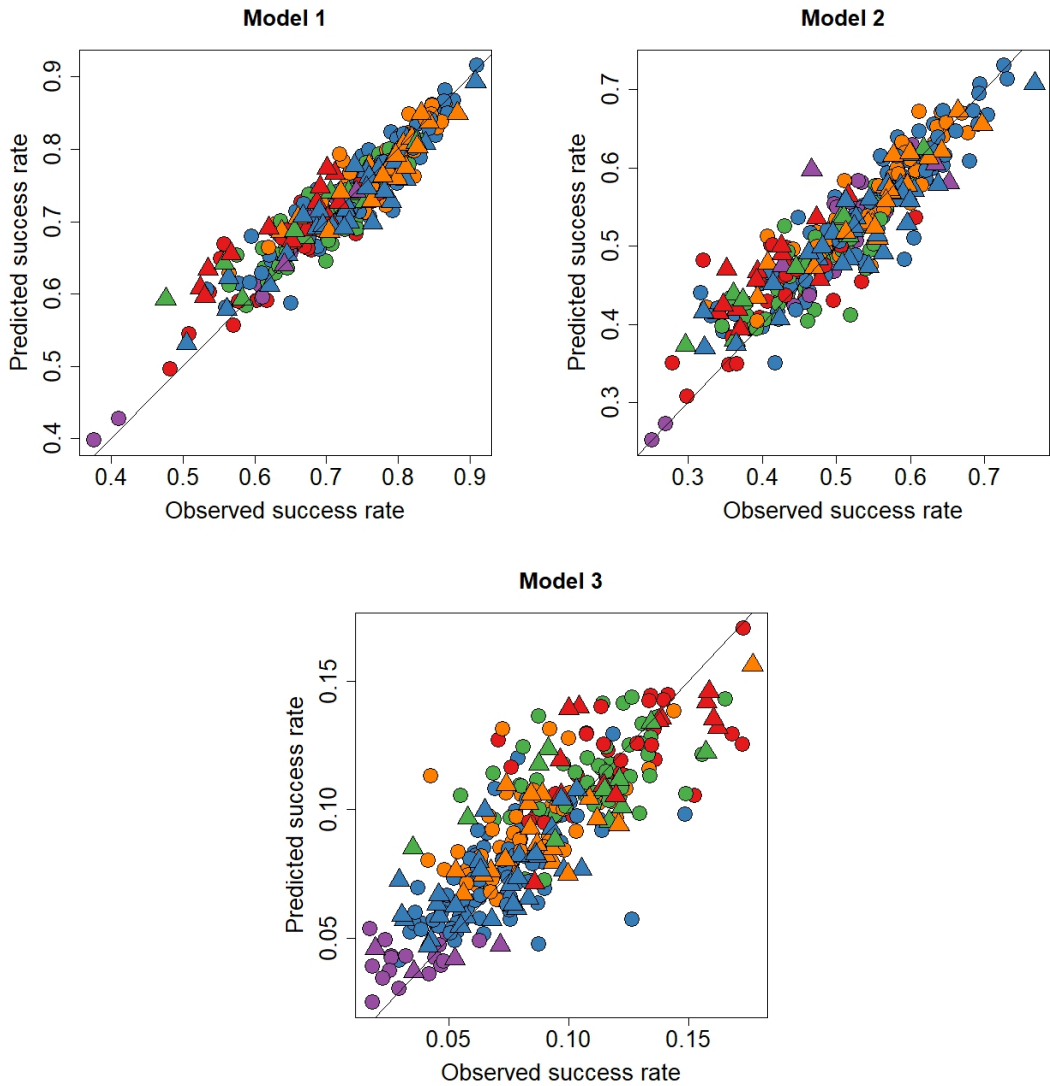 Model 1
Predicted success rate
0.9
0.8
0.7
0.6
0.5
0.4
0.4 0.5 0.6 0.7 0.8 0.9
Observed success rate
Model 2
Predicted success rate
0.7
0.6
0.5
0.4
0.3
0.3 0.4 0.5 0.6 0.7
Observed success rate
Model 3
Predicted success rate
0.15
0.10
0.05
0.05 0.10 0.15
Observed success rate